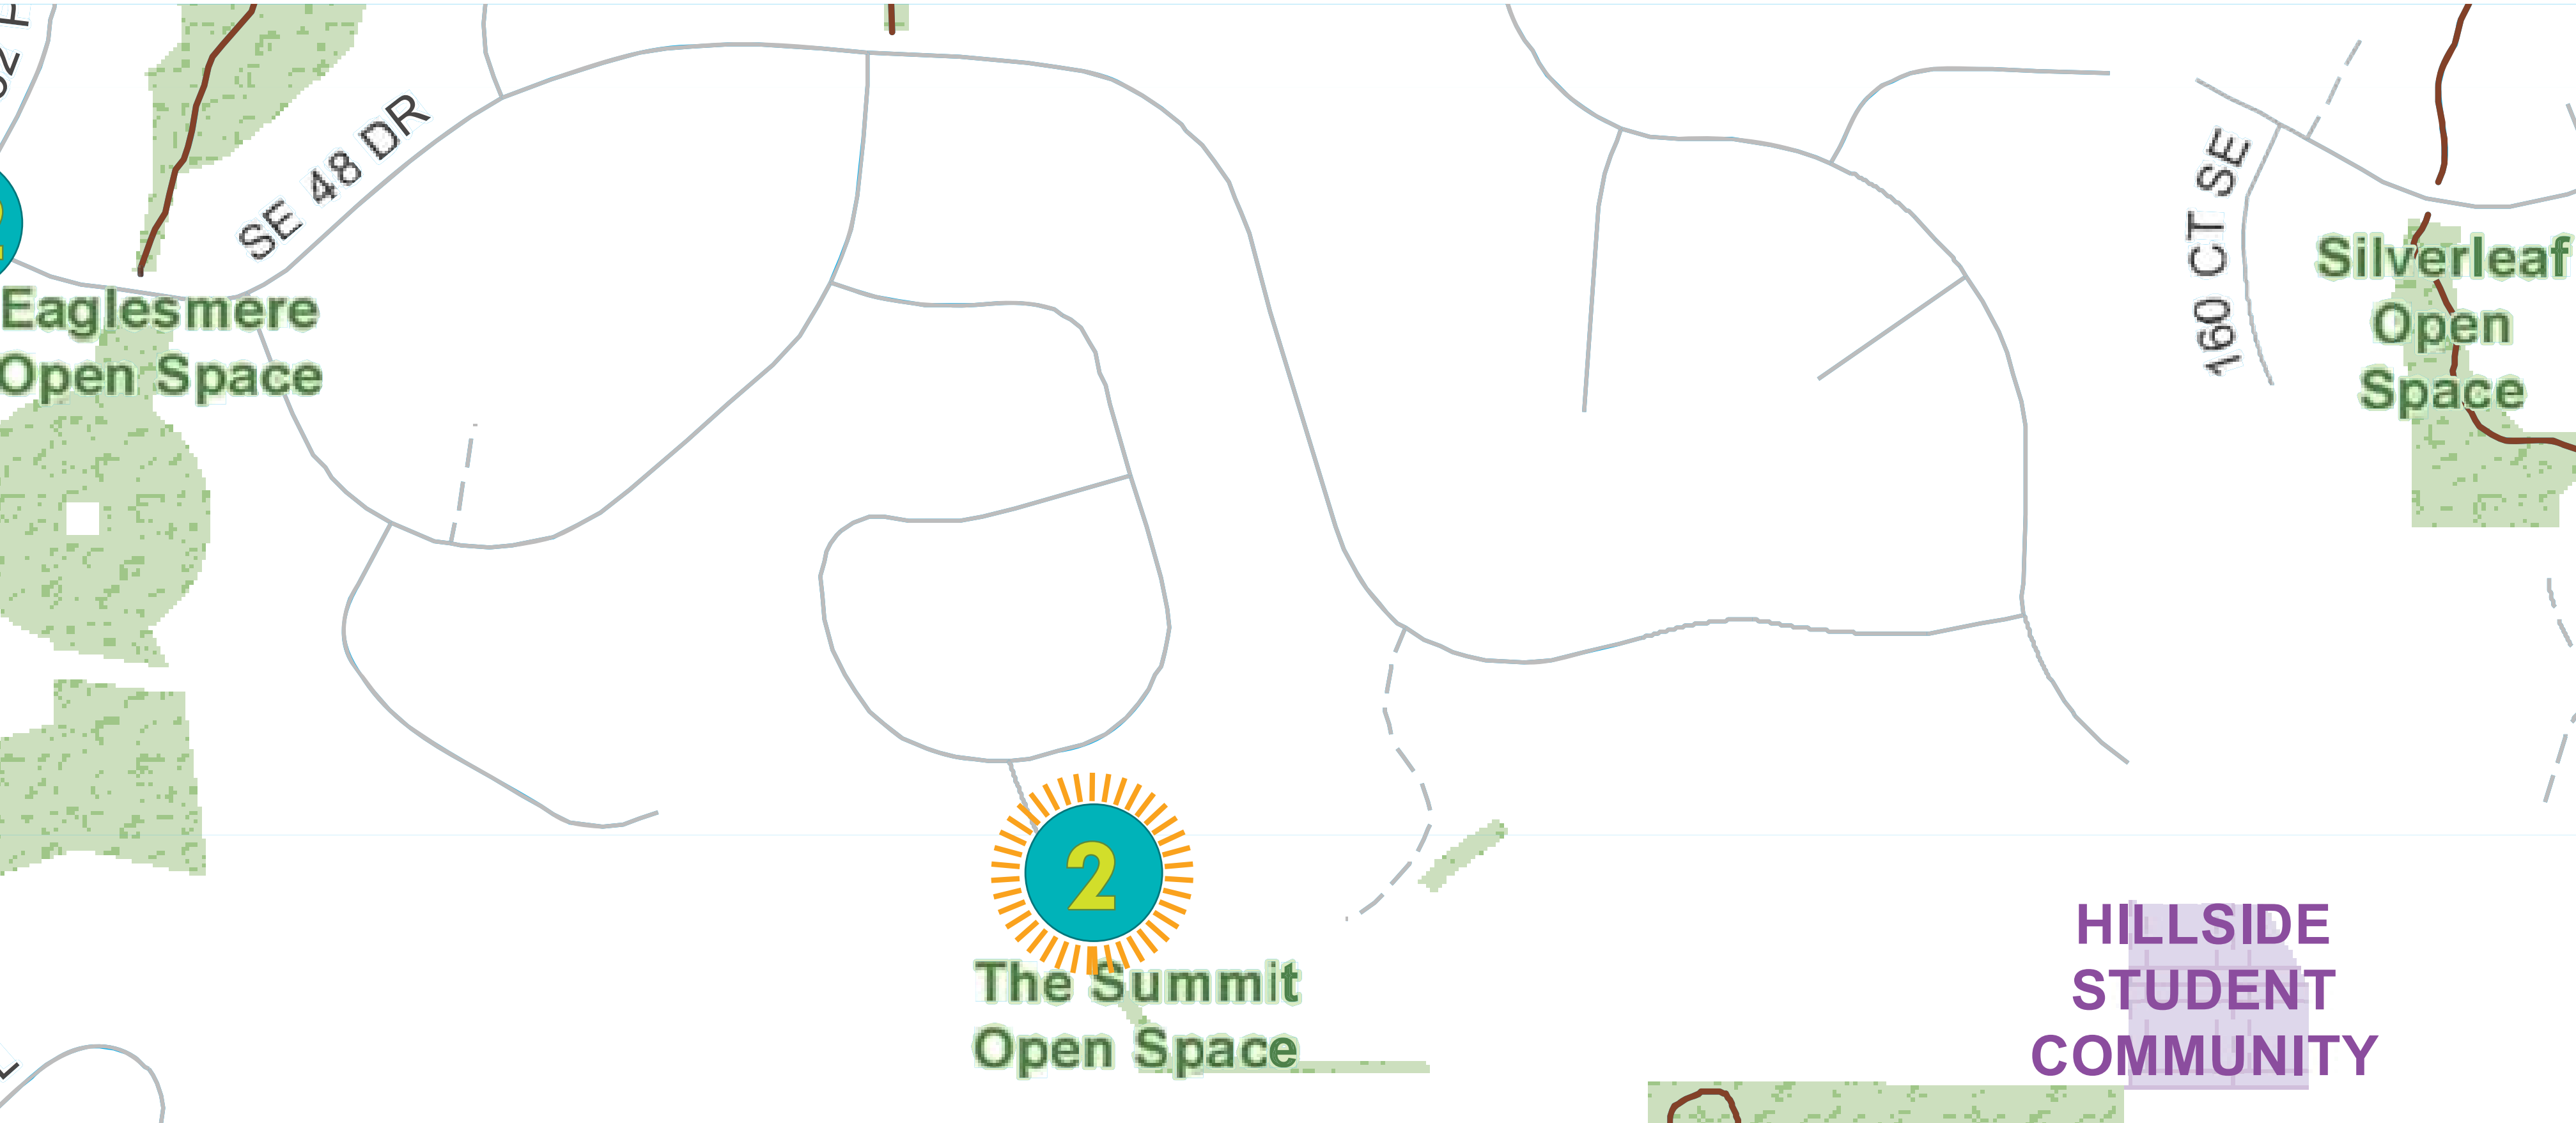 SE 48 DR
160 CT SE
Eaglesmere
Open Space
Silverleaf
Open
Space
2
The Summit
Open Space
HILLSIDE
STUDENT
COMMUNITY